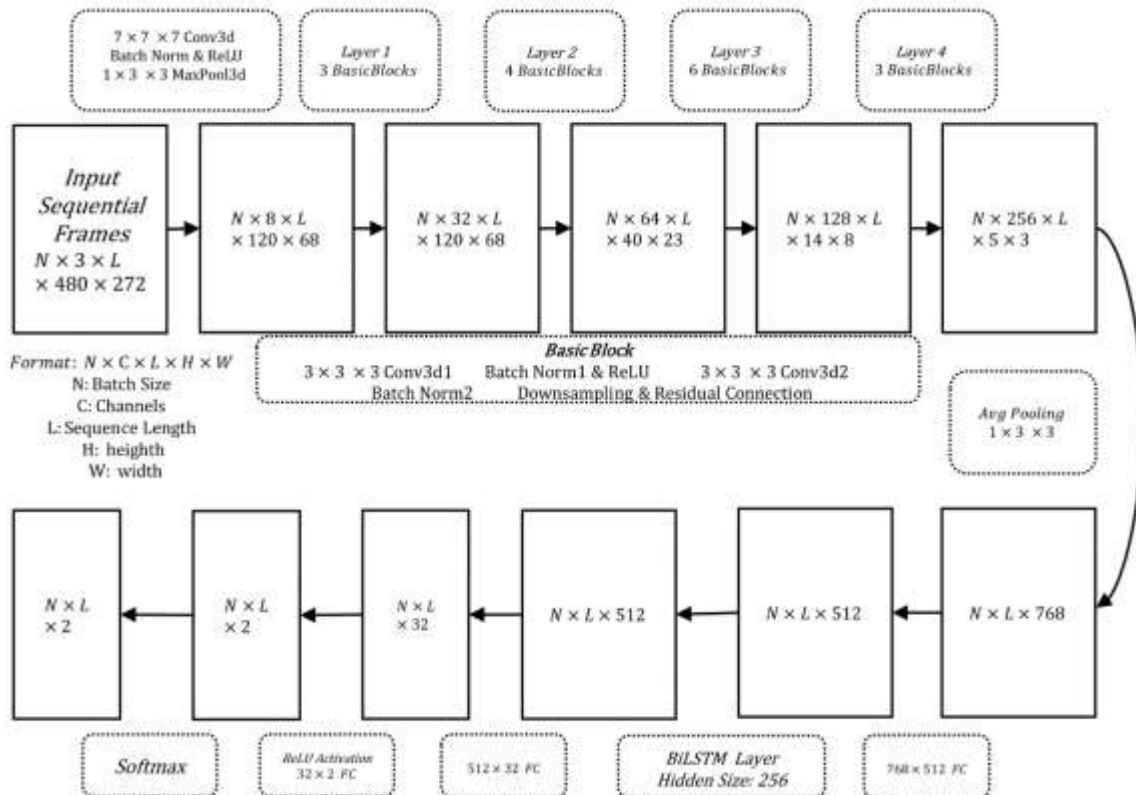 7 × 7 × 7 Conv3d
Batch Norm & ReLU
1 × 3 × 3 MaxPool3d
Layer 1
3 BasicBlocks
Layer 2
4 BasicBlocks
Layer 3
6 BasicBlocks
Layer 4
3 BasicBlocks
Input
Sequential
Frames
N × 3 × L
× 480 × 272
N × 8 × L
× 120 × 68
N × 32 × L
× 120 × 68
N × 64 × L
× 40 × 23
N × 128 × L
× 14 × 8
N × 256 × L
× 5 × 3
Format: N × C × L × H × W
N: Batch Size
C: Channels
L: Sequence Length
H: heighth
W: width
Basic Block
3 × 3 × 3 Conv3d1 Batch Norm1 & ReLU 3 × 3 × 3 Conv3d2
Batch Norm2 Downsampling & Residual Connection
Avg Pooling
1 × 3 × 3
N × L
× 2
N × L
× 2
N × L
× 32
N × L × 512
N × L × 512
N × L × 768
Softmax
ReLU Activation
32 × 2 FC
512 × 32 FC
BiLSTM Layer
Hidden Size: 256
768 × 512 FC